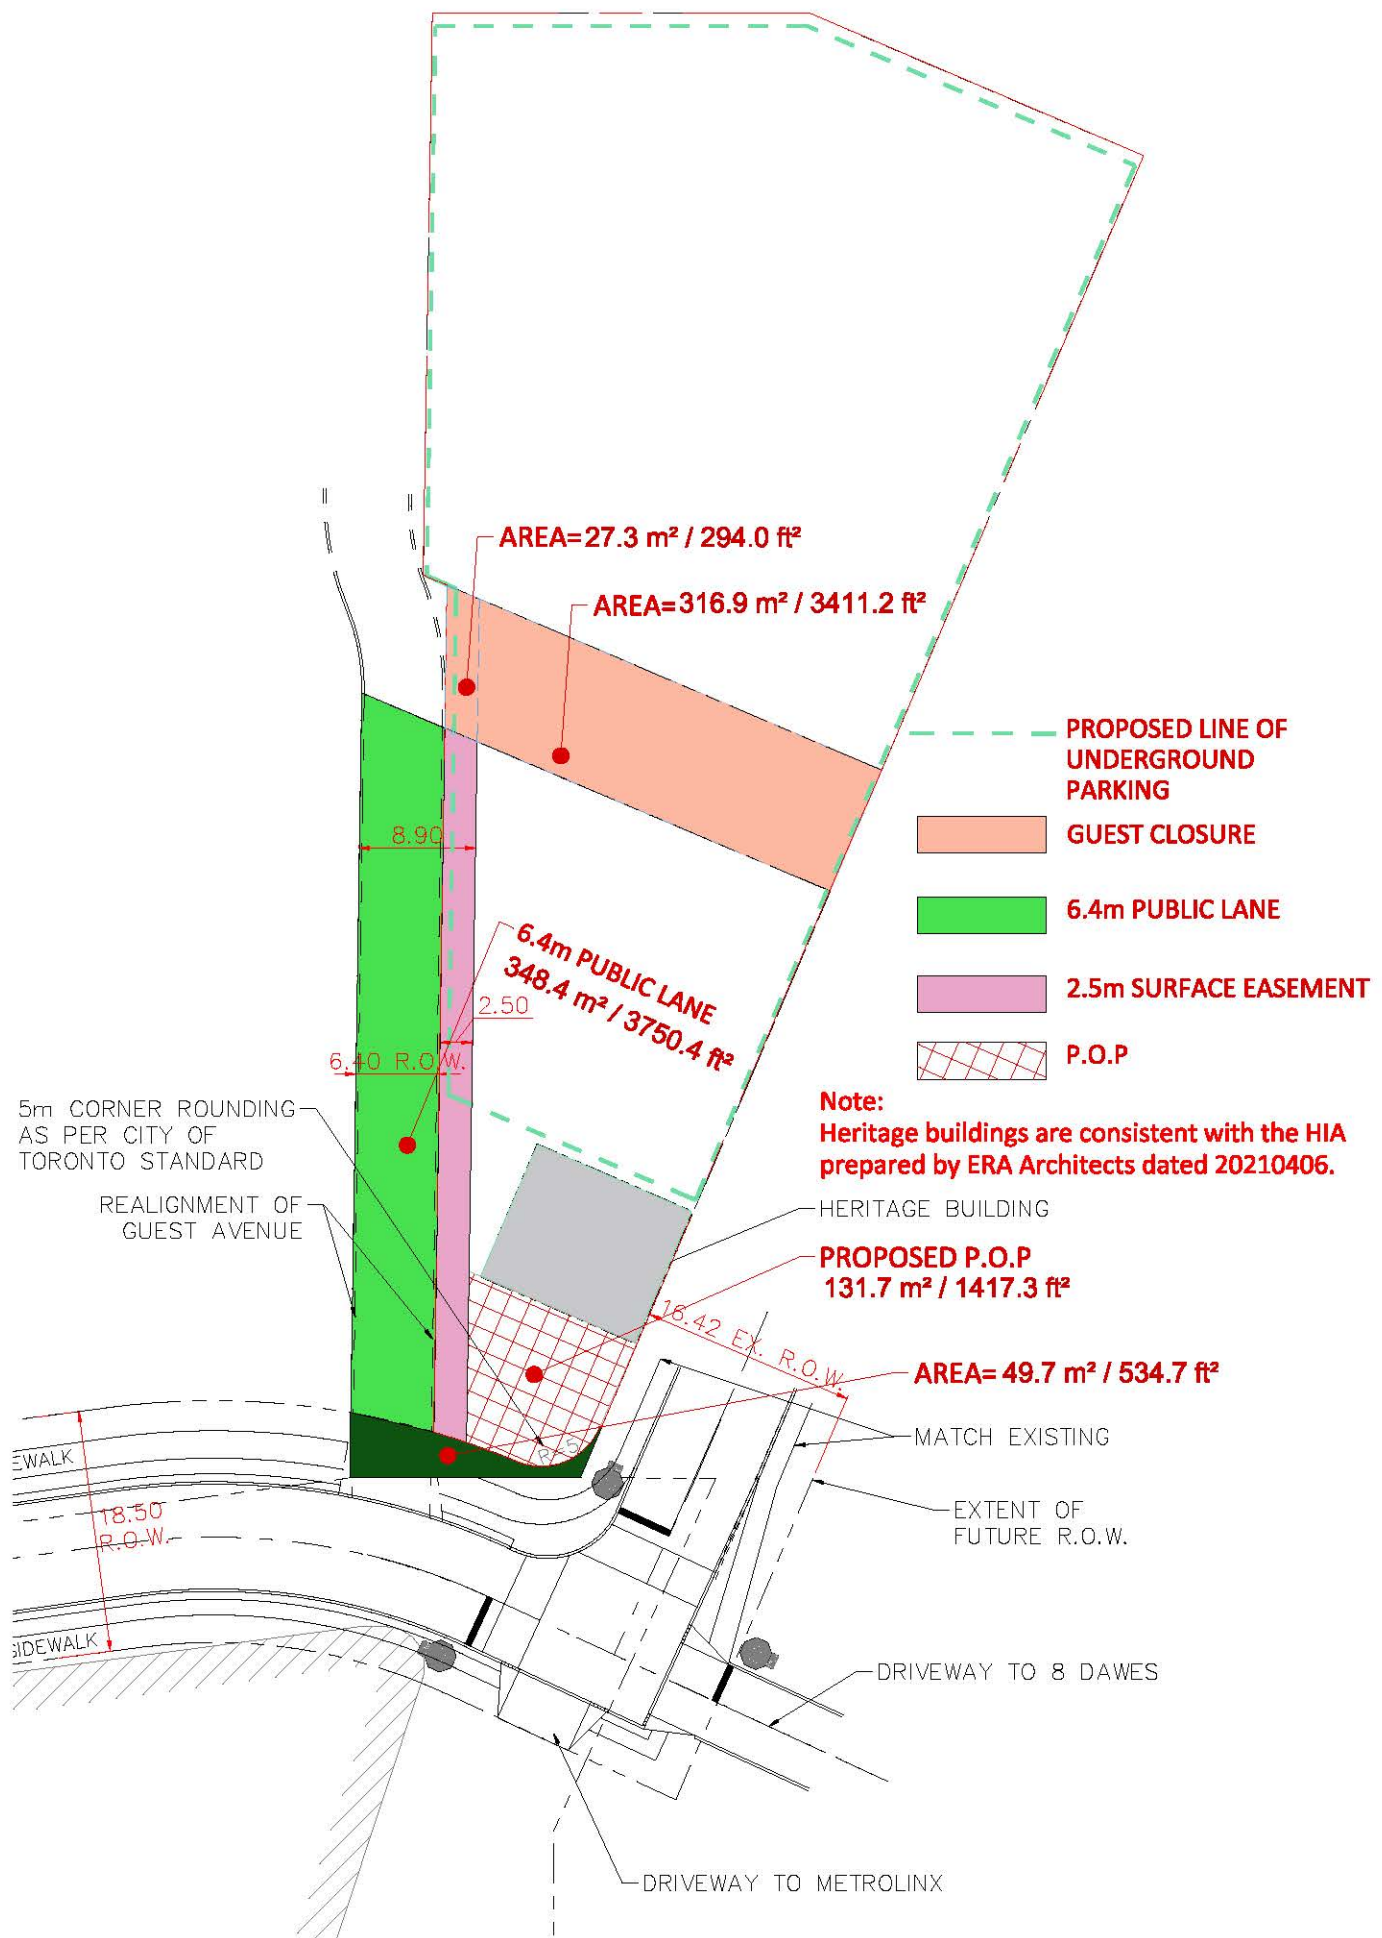 AREA=27.3 m² / 294.0 ft²
AREA=316.9 m² / 3411.2 ft²
PROPOSED LINE OF
UNDERGROUND
PARKING
GUEST CLOSURE
6.4m PUBLIC LANE
2.5m SURFACE EASEMENT
P.O.P
8.90
6.4m PUBLIC LANE
348.4 m² / 3750.4 ft²
2.50
6.40 R.O.W.
5m CORNER ROUNDING
AS PER CITY OF
TORONTO STANDARD
REALIGNMENT OF
GUEST AVENUE
Note:
Heritage buildings are consistent with the HIA
prepared by ERA Architects dated 20210406.
HERITAGE BUILDING
PROPOSED P.O.P
131.7 m² / 1417.3 ft²
16.42 EX. R.O.W.
AREA= 49.7 m² / 534.7 ft²
R=5
MATCH EXISTING
EWALK
18.50
R.O.W.
EXTENT OF
FUTURE R.O.W.
SIDEWALK
DRIVEWAY TO 8 DAWES
DRIVEWAY TO METROLINX